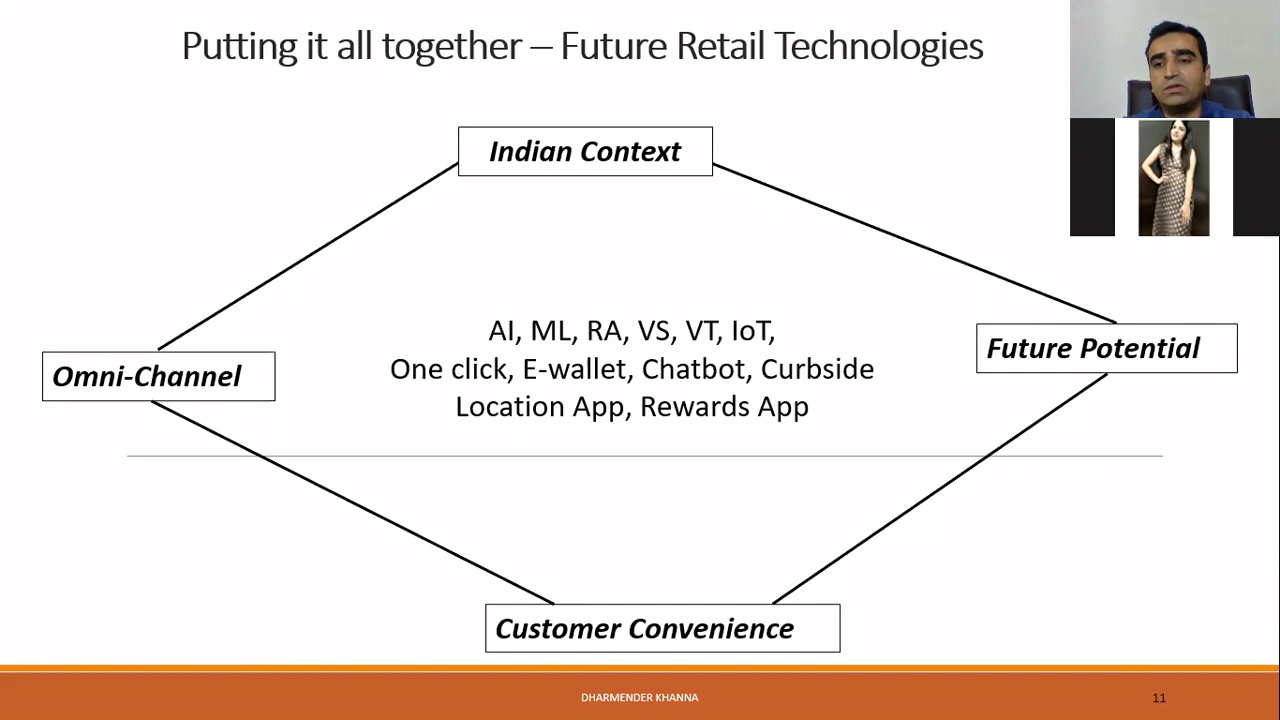 Putting it all together – Future Retail Technologies
Indian Context
AI, ML, RA, VS, VT, IoT,
One click, E-wallet, Chatbot, Curbside
Location App, Rewards App
Omni-Channel
Future Potential
Customer Convenience
DHARMENDER KHANNA
11